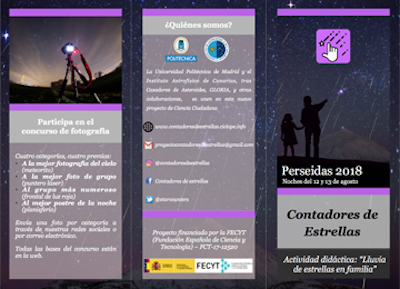 Participa en el
concurso de fotografía
Cuatro categorías, cuatro premios:
• A la mejor fotografía del cielo
(meteorito)
• A la mejor foto de grupo
(puntero láser)
• Al grupo más numeroso
(frontal de luz roja)
• Al mejor postre de la noche
(planisferio)
Envía una foto por categoría a
través de nuestras redes sociales o
por correo electrónico.
Todas las bases del concurso están
en la web.
¿Quiénes somos?
POLITÉCNICA
La Universidad Politécnica de Madrid y el
Instituto Astrofísico de Canarias, tras
Cazadores de Asteroides, GLORIA, y otras
colaboraciones, se unen en este nuevo
proyecto de Ciencia Ciudadana.
www.contadoresdeestrellas.ciclope.info
proyectocontadoresdeestrellas@gmail.com
@contadoresdestrellas
Contadores de estrellas
@starcounters
Proyecto financiado por la FECYT
(Fundación Española de Ciencia y
Tecnología) – FCT-17-12520
FECYT
Perseidas 2018
Noches del 12 y 13 de agosto
Contadores de
Estrellas
Actividad didáctica: “Lluvia
de estrellas en familia”